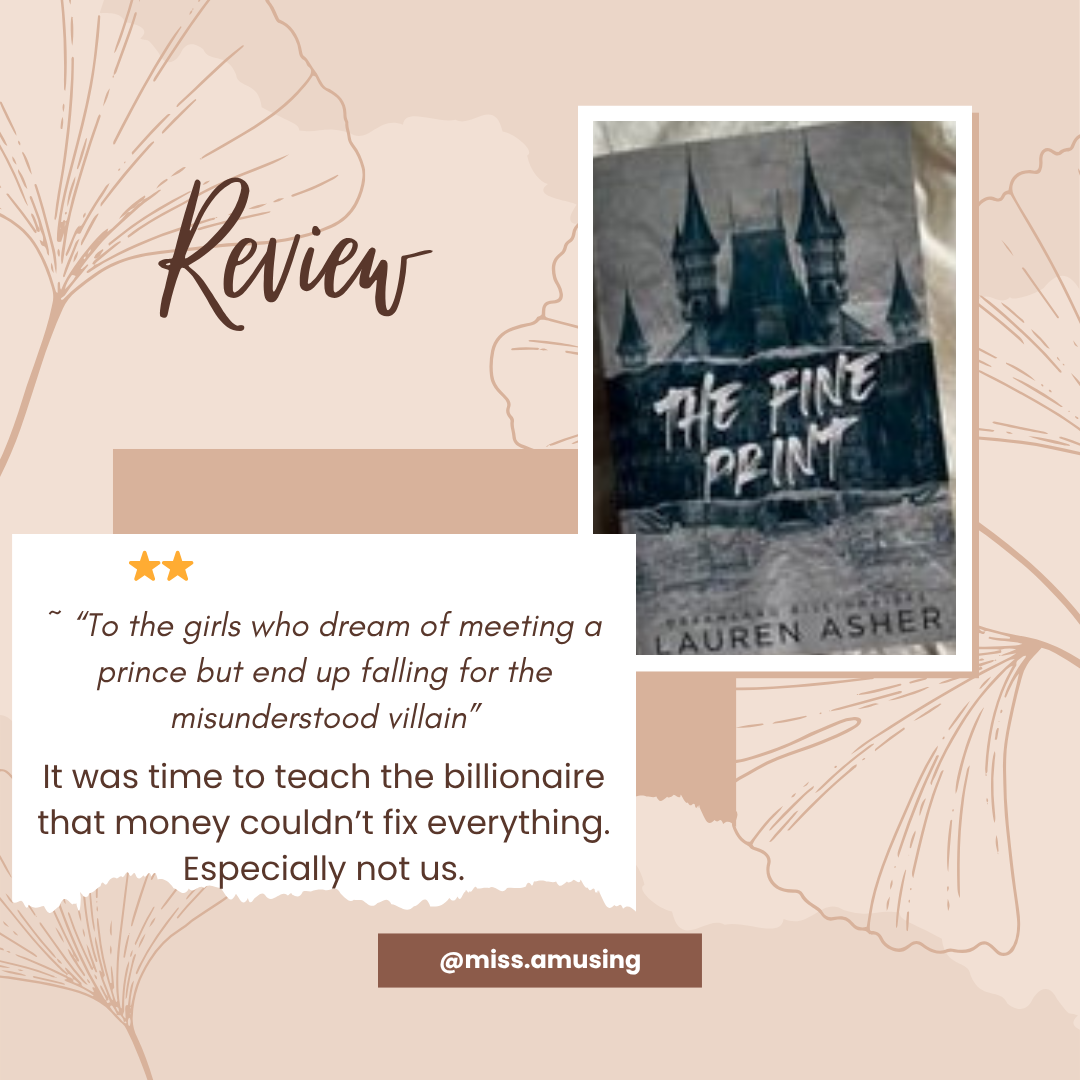 Review
THE FINE
PRINT
DREAMLAND BILLIONAIRES
LAUREN ASHER
~ “To the girls who dream of meeting a
prince but end up falling for the
misunderstood villain”
It was time to teach the billionaire
that money couldn’t fix everything.
Especially not us.
@miss.amusing